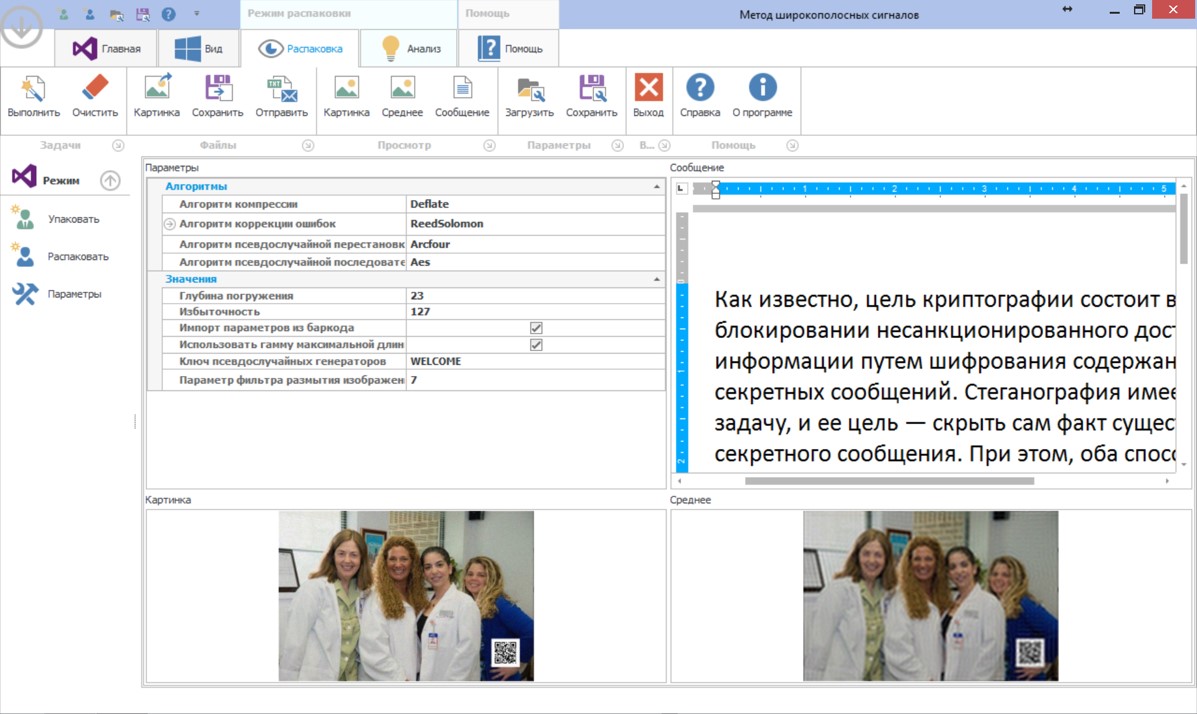 Режим распаковки
Помощь
Метод широкополосных сигналов
Главная
Вид
Распаковка
Анализ
Помощь
Выполнить
Очистить
Картинка
Сохранить
Отправить
Картинка
Среднее
Сообщение
Загрузить
Сохранить
Выход
Справка
О программе
Задачи
Файлы
Просмотр
Параметры
В...
Помощь
Режим
Упаковать
Распаковать
Параметры
Параметры
Алгоритмы
Алгоритм компрессии Deflate
Алгоритм коррекции ошибок ReedSolomon
Алгоритм псевдослучайной перестановк Arcfour
Алгоритм псевдослучайной последовате Aes
Значения
Глубина погружения 23
Избыточность 127
Импорт параметров из баркода
Использовать гамму максимальной длин
Ключ псевдослучайных генераторов WELCOME
Параметр фильтра размытия изображен 7
Сообщение
1 2 3 4 5
1
2
Как известно, цель криптографии состоит в
блокировании несанкционированного дост
информации путем шифрования содержан
секретных сообщений. Стеганография имее
задачу, и ее цель — скрыть сам факт сущес
секретного сообщения. При этом, оба спосо
Картинка
Среднее